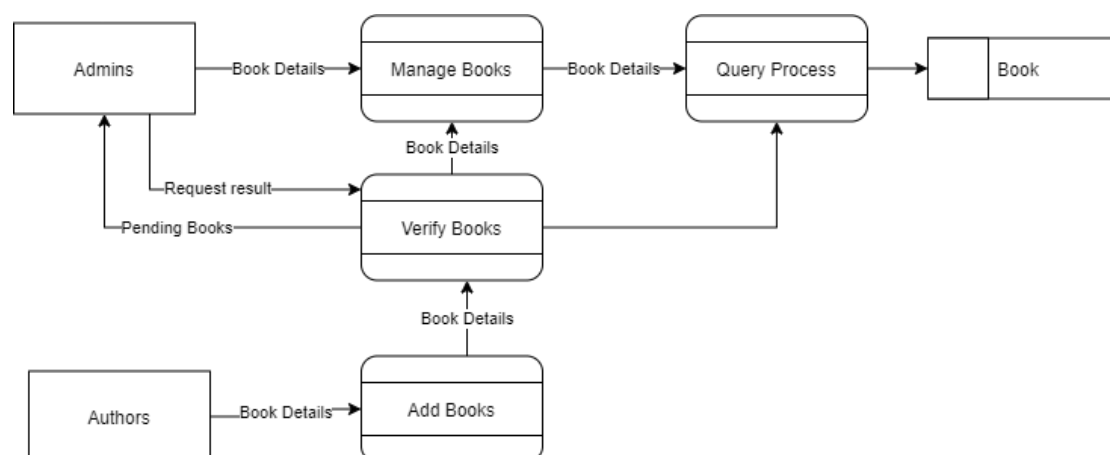 Admins
Book Details
Manage Books
Book Details
Query Process
Book
Book Details
Request result
Pending Books
Verify Books
Book Details
Authors
Book Details
Add Books